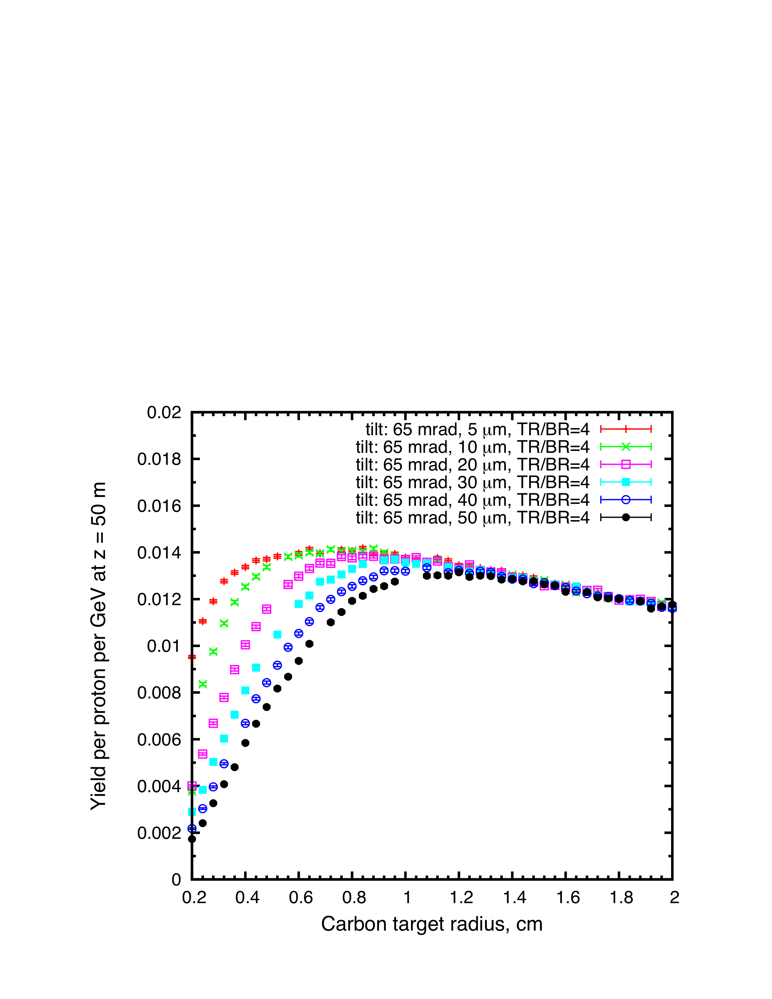 0.02
0.018
0.016
0.014
0.012
0.01
0.008
0.006
0.004
0.002
0
Yield per proton per GeV at z = 50 m
tilt: 65 mrad, 5 μm, TR/BR=4
tilt: 65 mrad, 10 μm, TR/BR=4
tilt: 65 mrad, 20 μm, TR/BR=4
tilt: 65 mrad, 30 μm, TR/BR=4
tilt: 65 mrad, 40 μm, TR/BR=4
tilt: 65 mrad, 50 μm, TR/BR=4
0.2 0.4 0.6 0.8 1 1.2 1.4 1.6 1.8 2
Carbon target radius, cm